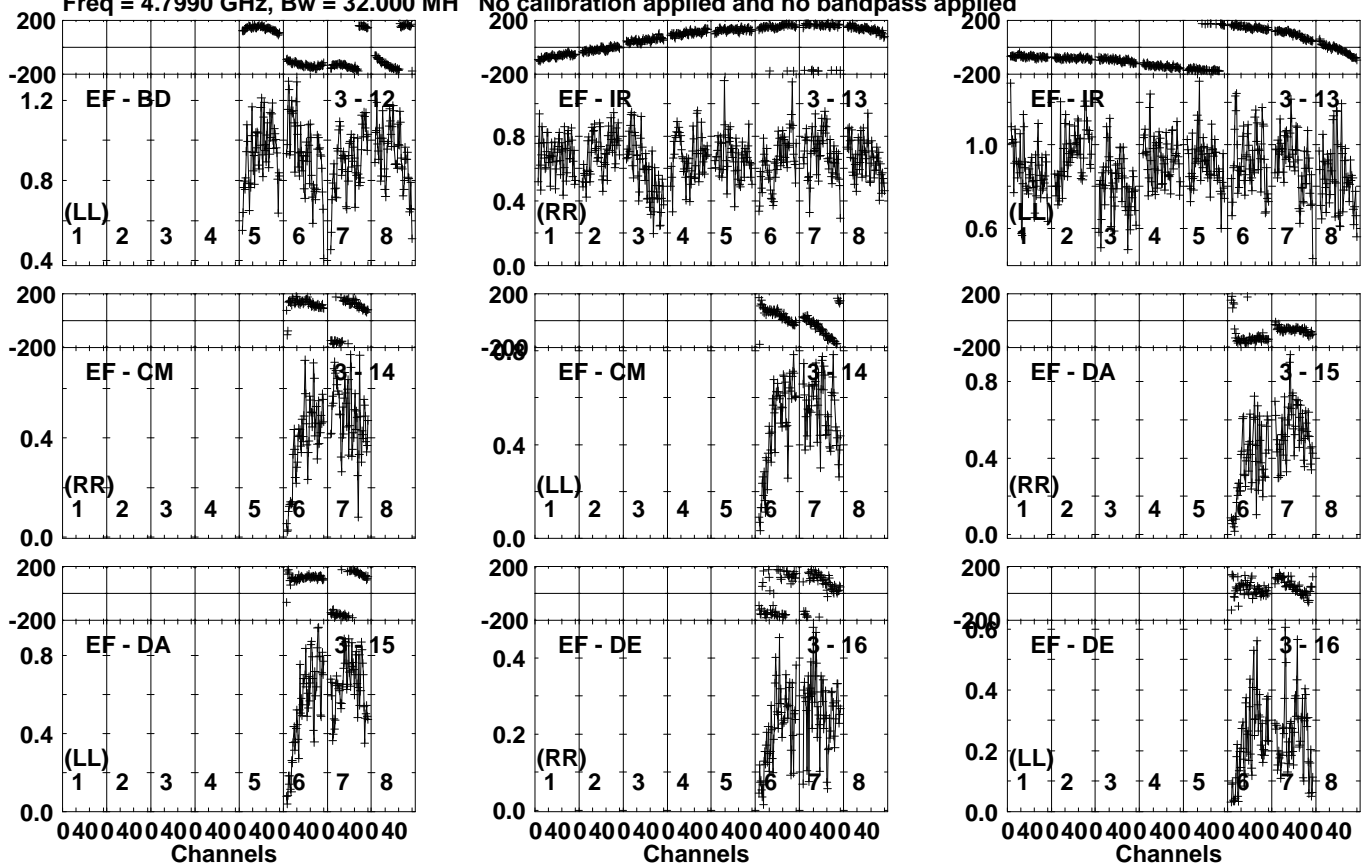 Freq = 4.7990 GHz, Bw = 32.000 MH   No calibration applied and no bandpass applied
200 200 200
-200 -200 -200
EF - BD 3 - 12 EF - IR 3 - 13 EF - IR 3 - 13
1.2 0.8 1.0
0.8 0.4 0.6
0.4 0.0
(LL) (RR) (LL)
1 2 3 4 5 6 7 8 1 2 3 4 5 6 7 8 1 2 3 4 5 6 7 8
200 200 200
-200 -200 -200
EF - CM 3 - 14 EF - CM 3 - 14 EF - DA 3 - 15
0.4 0.8 0.8
0.0 0.4 0.4
0.0 0.0
(RR) (LL) (RR)
1 2 3 4 5 6 7 8 1 2 3 4 5 6 7 8 1 2 3 4 5 6 7 8
200 200 200
-200 -200 -200
EF - DA 3 - 15 EF - DE 3 - 16 EF - DE 3 - 16
0.8 0.4 0.6
0.4 0.2 0.4
0.0 0.0 0.2
0.0
(LL) (RR) (LL)
1 2 3 4 5 6 7 8 1 2 3 4 5 6 7 8 1 2 3 4 5 6 7 8
0 40 0 40 0 40 0 40 0 40 0 40 0 40 0 40 0 40 0 40 0 40 0 40 0 40 0 40 0 40 0 40 0 40 0 40 0 40 0 40 0 40 0 40 0 40 0 40
Channels Channels Channels